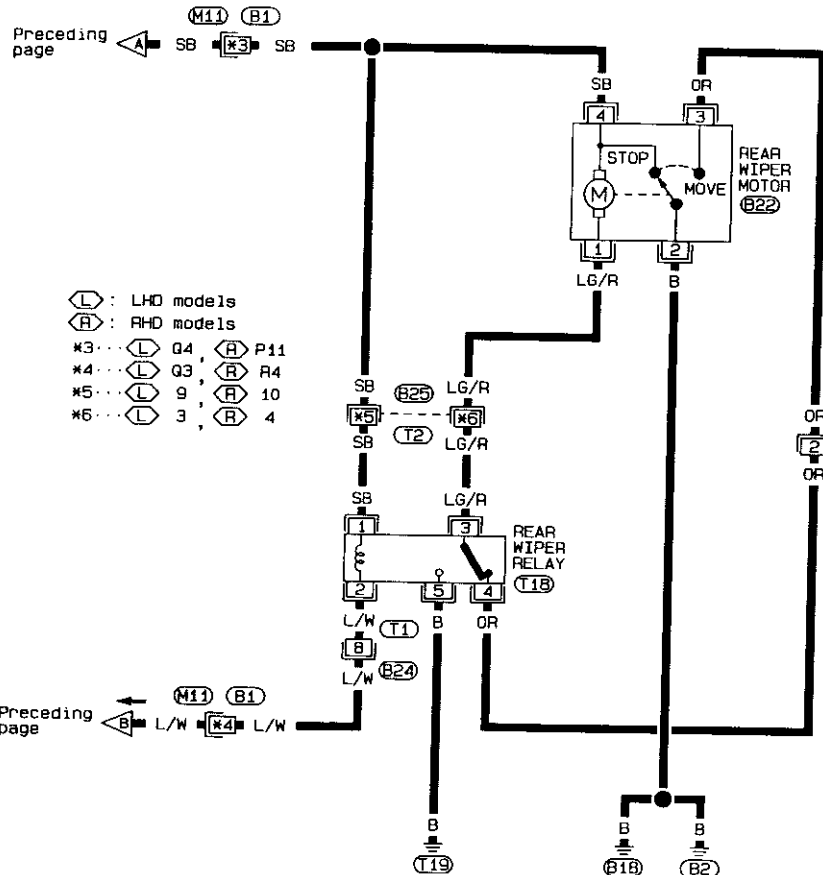 M11 B1
Preceding page
A SB *3 SB
SB OR
4 3
STOP
MOVE
M
REAR WIPER MOTOR
B22
1 2
LG/R B
L : LHD models
R : RHD models
*3··· L Q4 , R P11
*4··· L Q3 , R R4
*5··· L 9 , R 10
*6··· L 3 , R 4
SB B25 LG/R
*5 *6
SB T2 LG/R
OR
2
OR
SB LG/R
1 3
REAR WIPER RELAY
T18
2 5 4
L/W T1 B OR
8
L/W B24
M11 B1
Preceding page
B L/W *4 L/W
B B B
T19 B18 B2